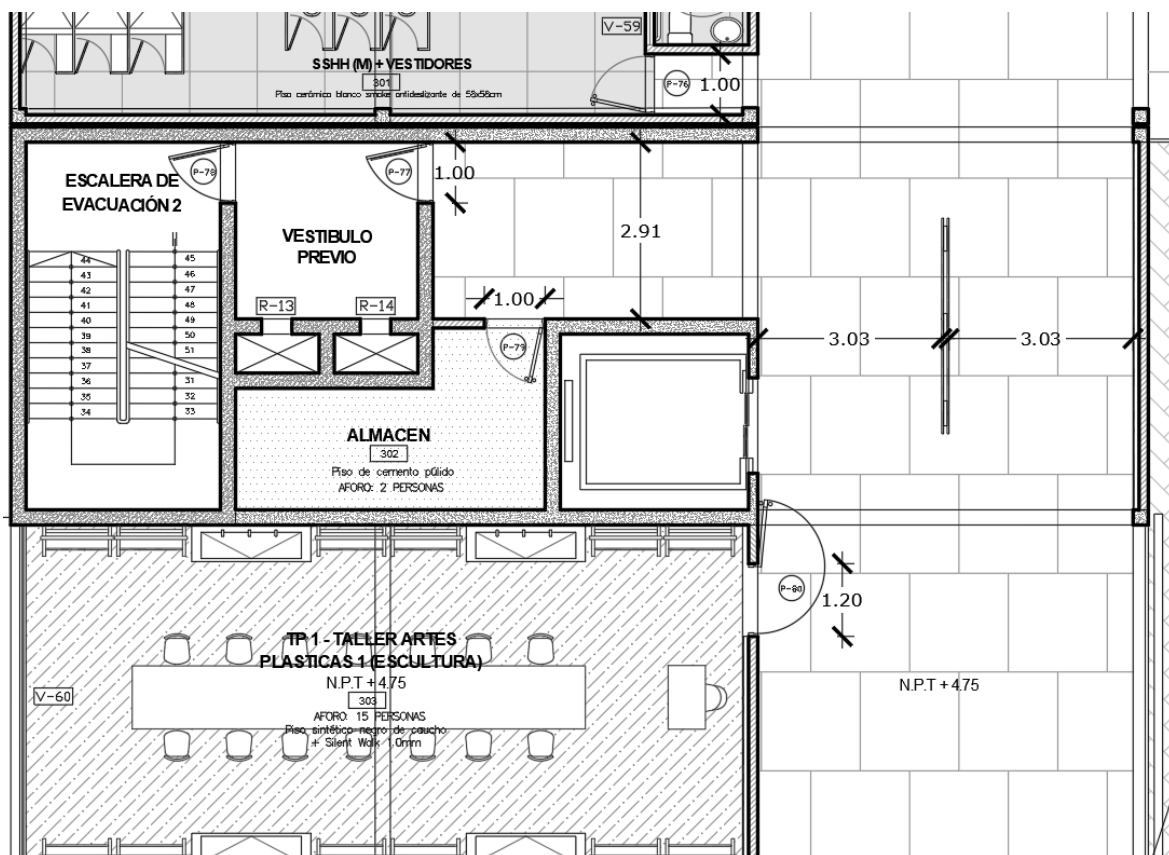 V-59
SSHH (M) + VESTIDORES
301
Piso cerámico blanco smoke antideslizante de 58x58cm
P-76
1.00
ESCALERA DE
EVACUACIÓN 2
P-78
P-77
1.00
VESTIBULO
PREVIO
2.91
44
43
42
41
40
39
38
37
36
35
34
45
46
47
48
49
50
51
31
32
33
R-13
R-14
1.00
P-79
3.03
3.03
ALMACEN
302
Piso de cemento púlido
AFORO: 2 PERSONAS
P-80
1.20
TP 1 - TALLER ARTES
PLASTICAS 1 (ESCULTURA)
N.P.T + 4.75
303
AFORO: 15 PERSONAS
Piso sintético negro de caucho
+ Silent Walk 1.0mm
V-60
N.P.T + 4.75